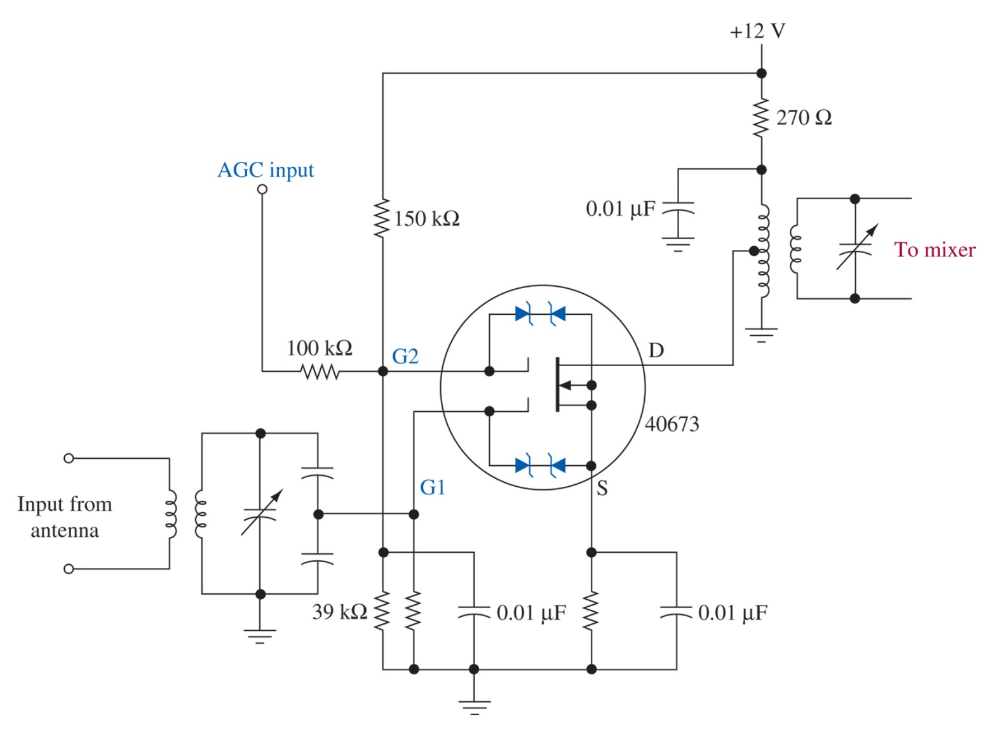 +12 V
270 Ω
AGC input
0.01 μF
150 kΩ
To mixer
100 kΩ
G2
D
40673
G1
S
Input from
antenna
39 kΩ
0.01 μF
0.01 μF